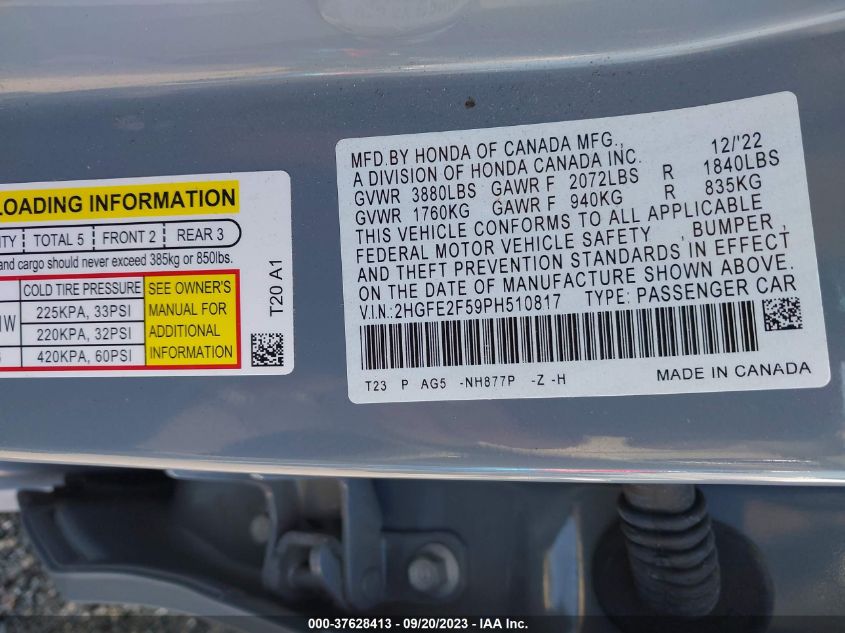 LOADING INFORMATION
TOTAL 5 FRONT 2 REAR 3
and cargo should never exceed 385kg or 850lbs.
COLD TIRE PRESSURE
225KPA, 33PSI
220KPA, 32PSI
420KPA, 60PSI
SEE OWNER'S
MANUAL FOR
ADDITIONAL
INFORMATION
T20 A1
MFD.BY HONDA OF CANADA MFG., 12/'22
A DIVISION OF HONDA CANADA INC.
GVWR 3880LBS GAWR F 2072LBS R 1840LBS
GVWR 1760KG GAWR F 940KG R 835KG
THIS VEHICLE CONFORMS TO ALL APPLICABLE
FEDERAL MOTOR VEHICLE SAFETY , BUMPER ,
AND THEFT PREVENTION STANDARDS IN EFFECT
ON THE DATE OF MANUFACTURE SHOWN ABOVE.
V.I.N:2HGFE2F59PH510817 TYPE: PASSENGER CAR
T23 P AG5 -NH877P -Z -H
MADE IN CANADA
000-37628413 - 09/20/2023 - IAA Inc.